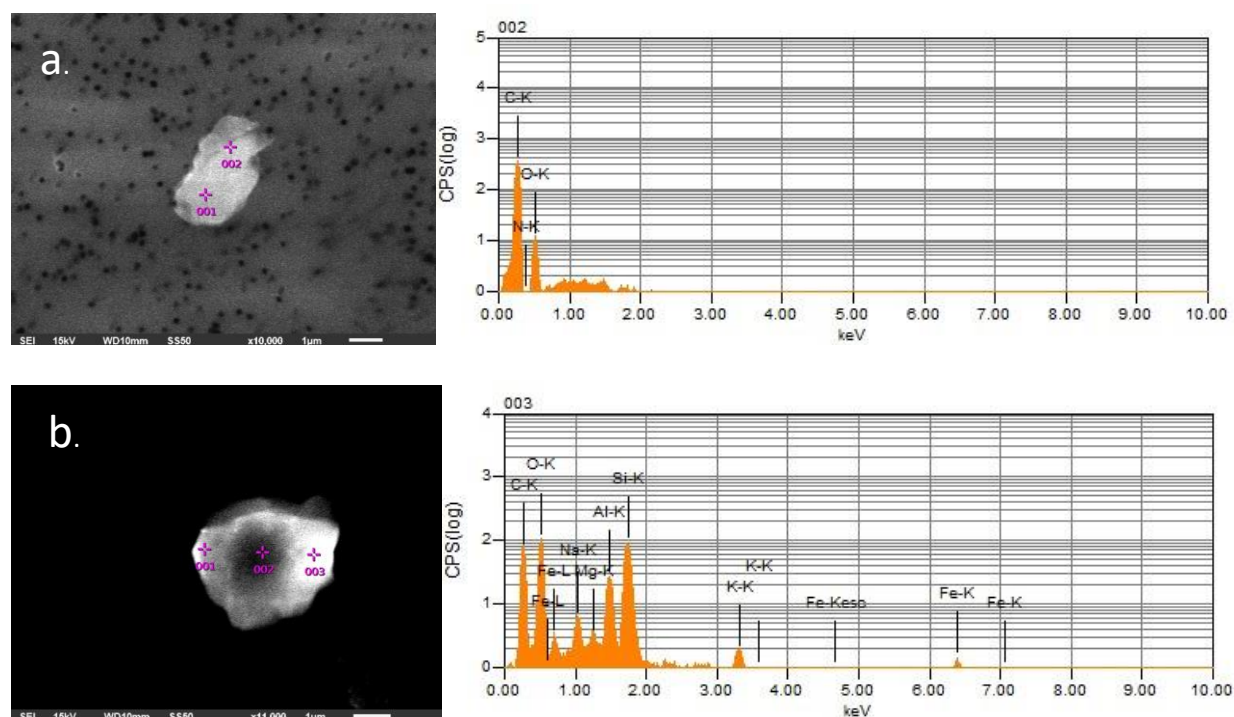 a.
002
001
SEI 15kV WD10mm SS50 x10,000 1μm
002
5
4
3
2
1
0
CPS(log)
C-K
O-K
N-K
0.00 1.00 2.00 3.00 4.00 5.00 6.00 7.00 8.00 9.00 10.00
keV
b.
001
002
003
SEI 15kV WD10mm SS50 x11,000 1μm
003
4
3
2
1
0
CPS(log)
O-K
C-K
Si-K
Al-K
Na-K
Fe-L Mg-K
Fe-L
K-K
K-K
Fe-Kesc
Fe-K
Fe-K
0.00 1.00 2.00 3.00 4.00 5.00 6.00 7.00 8.00 9.00 10.00
keV